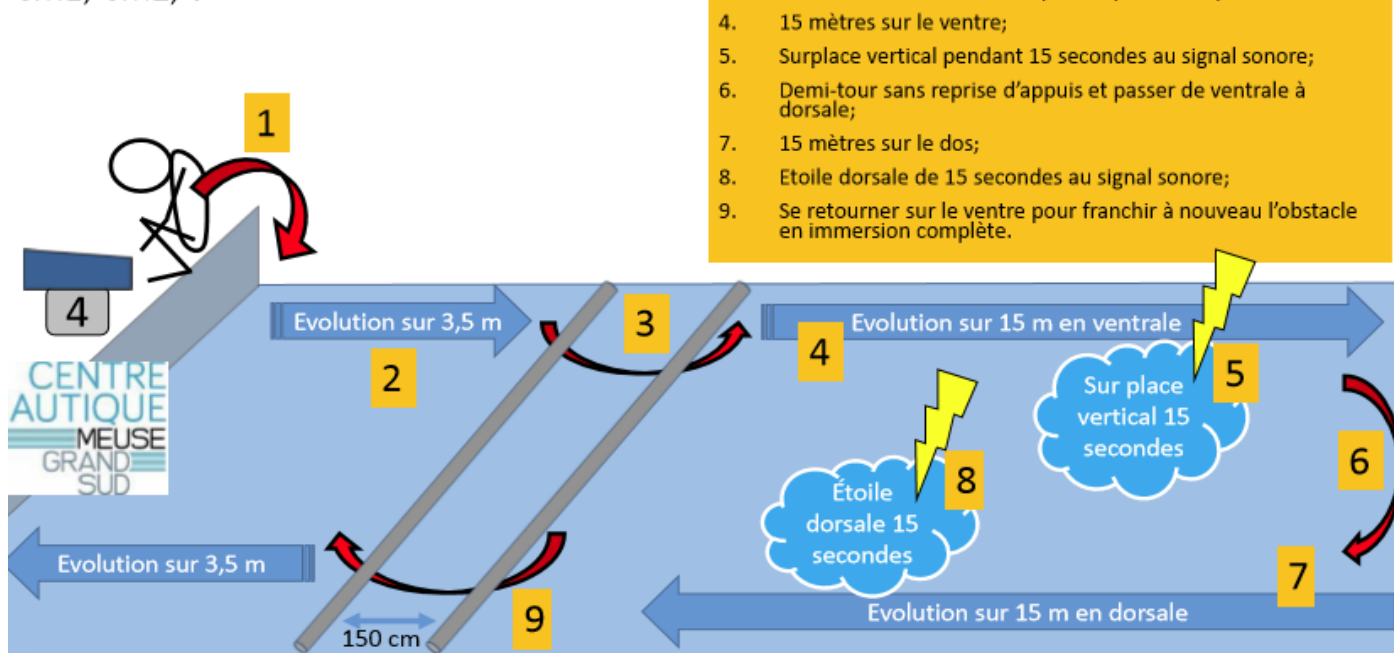 4. 15 mètres sur le ventre;
5. Surplace vertical pendant 15 secondes au signal sonore;
6. Demi-tour sans reprise d'appuis et passer de ventrale à
dorsale;
7. 15 mètres sur le dos;
8. Etoile dorsale de 15 secondes au signal sonore;
9. Se retourner sur le ventre pour franchir à nouveau l'obstacle
en immersion complète.
1
4
Evolution sur 3,5 m
2
3
4
Evolution sur 15 m en ventrale
5
Sur place
vertical 15
secondes
6
CENTRE
AUTIQUE
MEUSE
GRAND
SUD
8
Étoile
dorsale 15
secondes
Evolution sur 3,5 m
7
9
Evolution sur 15 m en dorsale
150 cm